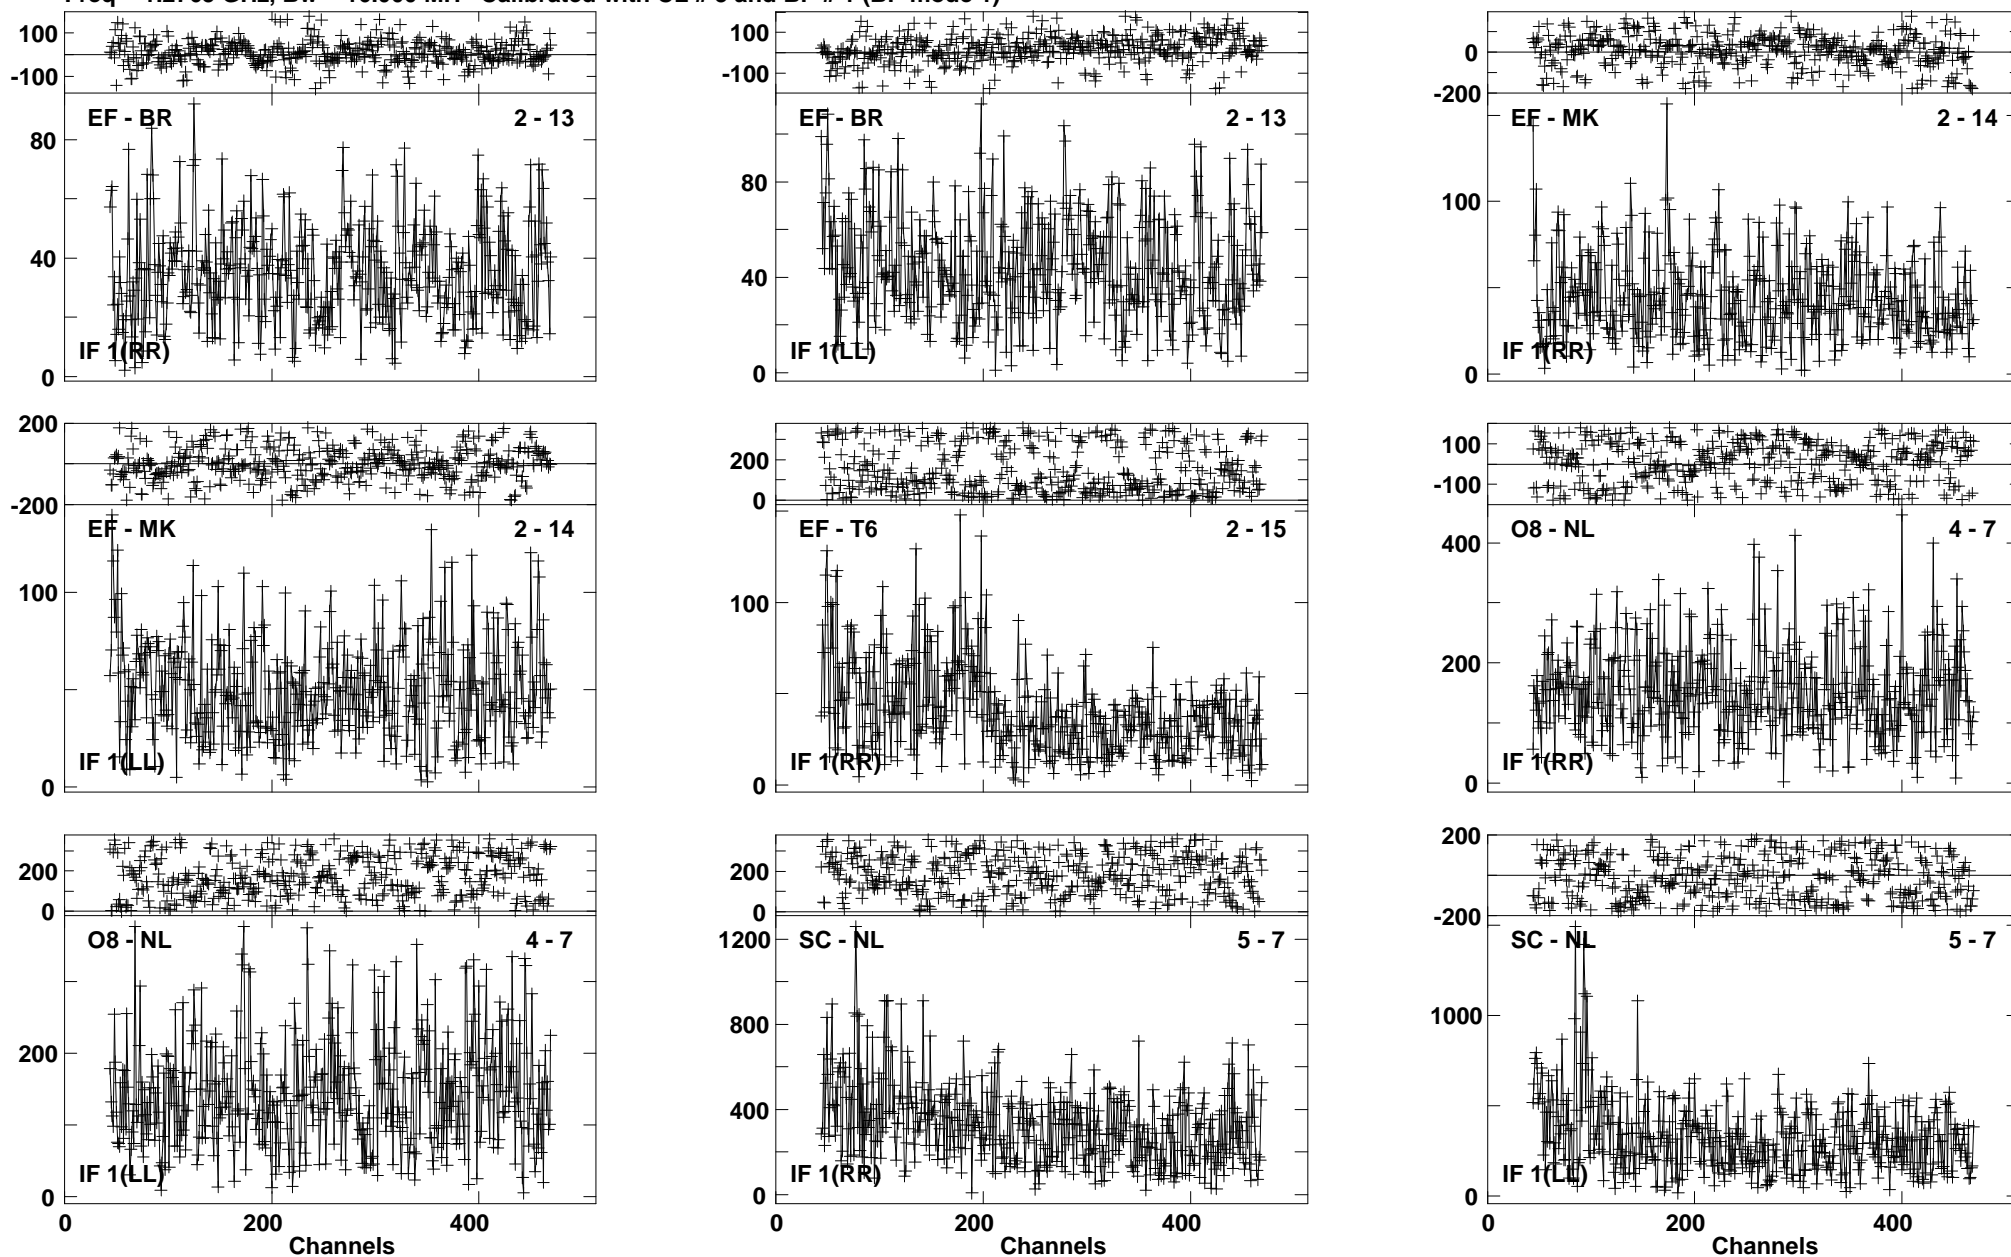 100
-100
EF - BR 2 - 13
80
40
0
IF 1(RR)
100
-100
EF - BR 2 - 13
80
40
0
IF 1(LL)
0
-200
EF - MK 2 - 14
100
0
IF 1(RR)
200
-200
EF - MK 2 - 14
100
0
IF 1(LL)
200
0
EF - T6 2 - 15
100
0
IF 1(RR)
100
-100
O8 - NL 4 - 7
400
200
0
IF 1(RR)
200
0
O8 - NL 4 - 7
200
0
IF 1(LL)
0 200 400
Channels
200
0
SC - NL 5 - 7
1200
800
400
0
IF 1(RR)
0 200 400
Channels
200
-200
SC - NL 5 - 7
1000
0
IF 1(LL)
0 200 400
Channels